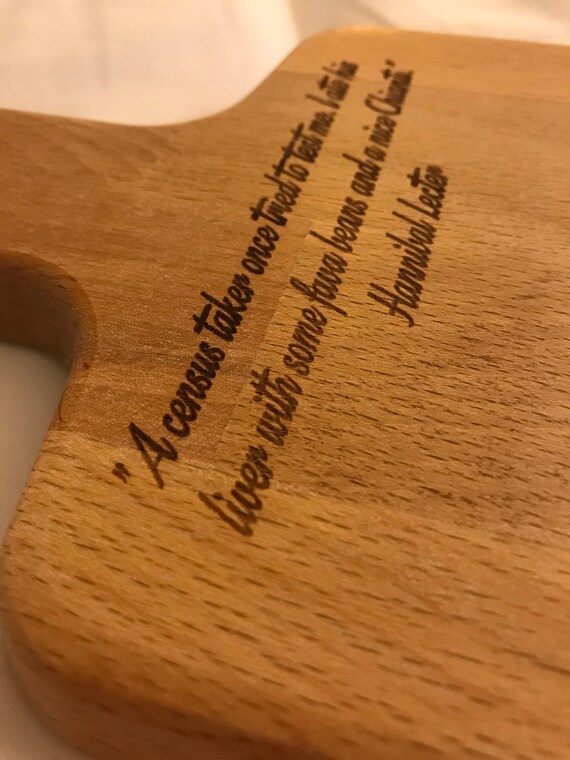 "A census taker once tried to test me. I ate his
liver with some fava beans and a nice Chianti."
Hannibal Lecter